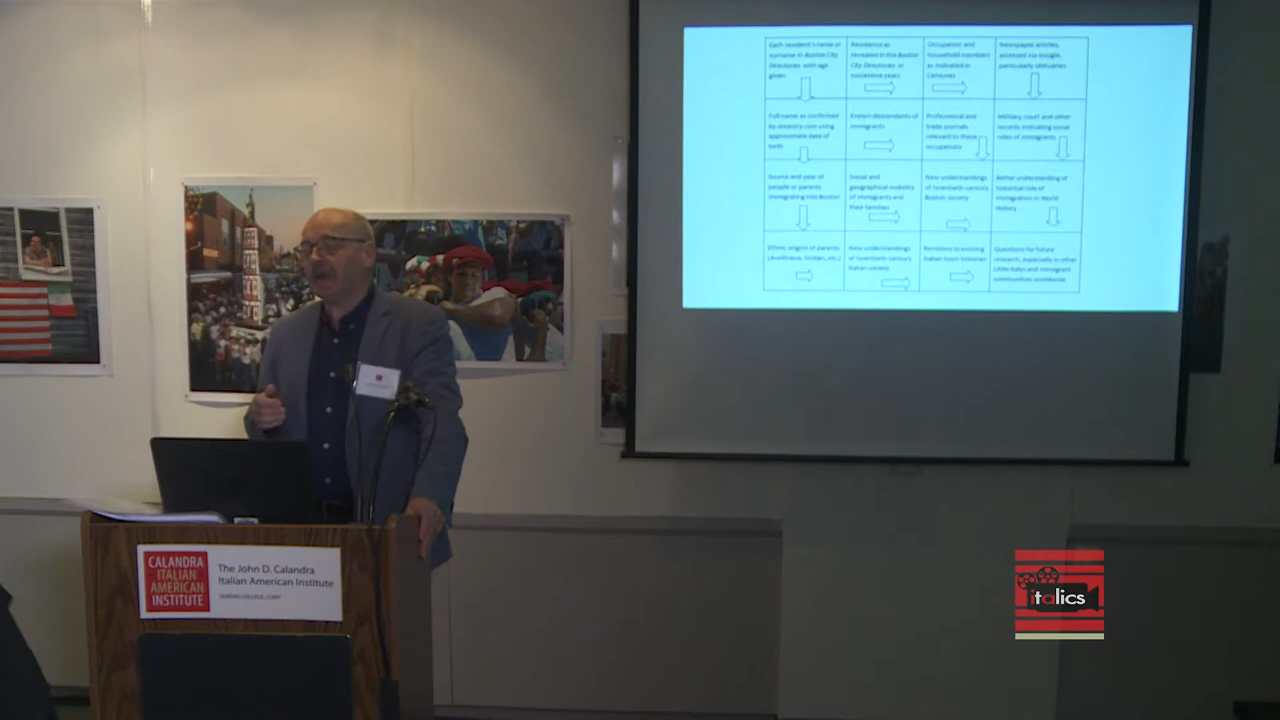 Each resident's name or
surname in Boston City
Directories with age
given
Residence as
revealed in the Boston
City Directories in
successive years
Occupation and
household members
as indicated in
Censuses
Newspaper articles,
accessed via Google,
particularly obituaries
Full name as confirmed
by ancestry.com using
approximate date of
birth
Known descendants of
immigrants
Professional and
trade journals
relevant to these
occupations
Military, court and other
records indicating social
roles of immigrants
Source and year of
people or parents
immigrating into Boston
Social and
geographical mobility
of immigrants and
their families
New understandings
of twentieth century
Boston society
Better understanding of
historical role of
immigration in World
History
Ethnic origins of parents
(Avellinese, Sicilian, etc.)
New understandings
of twentieth century
Italian society
Revisions to existing
Italian town histories
Questions for future
research, especially in other
Little Italys and immigrant
communities worldwide
CALANDRA
ITALIAN
AMERICAN
INSTITUTE
The John D. Calandra
Italian American Institute
QUEENS COLLEGE, CUNY
italics